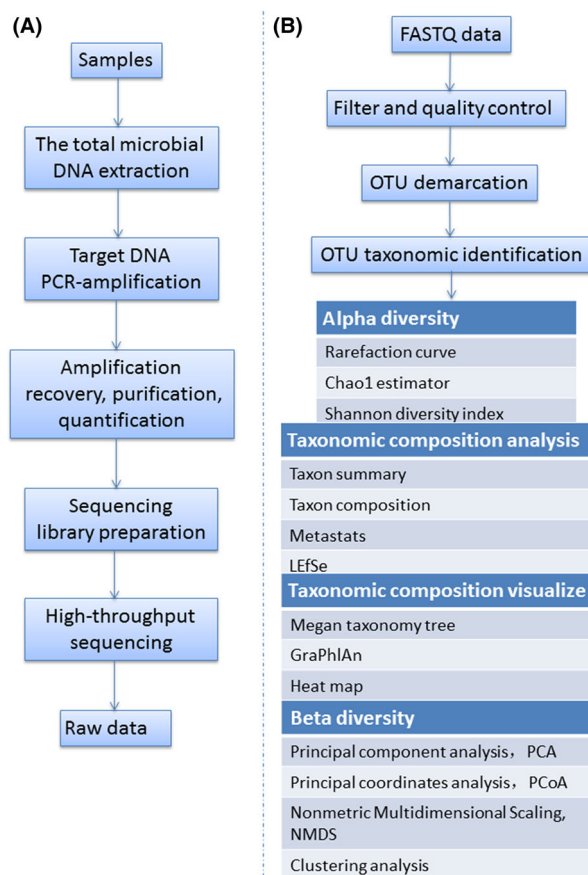 (A)
Samples
The total microbial
DNA extraction
Target DNA
PCR-amplification
Amplification
recovery, purification,
quantification
Sequencing
library preparation
High-throughput
sequencing
Raw data
(B)
FASTQ data
Filter and quality control
OTU demarcation
OTU taxonomic identification
Alpha diversity
Rarefaction curve
Chao1 estimator
Shannon diversity index
Taxonomic composition analysis
Taxon summary
Taxon composition
Metastats
LEfSe
Taxonomic composition visualize
Megan taxonomy tree
GraPhlAn
Heat map
Beta diversity
Principal component analysis，PCA
Principal coordinates analysis，PCoA
Nonmetric Multidimensional Scaling,
NMDS
Clustering analysis